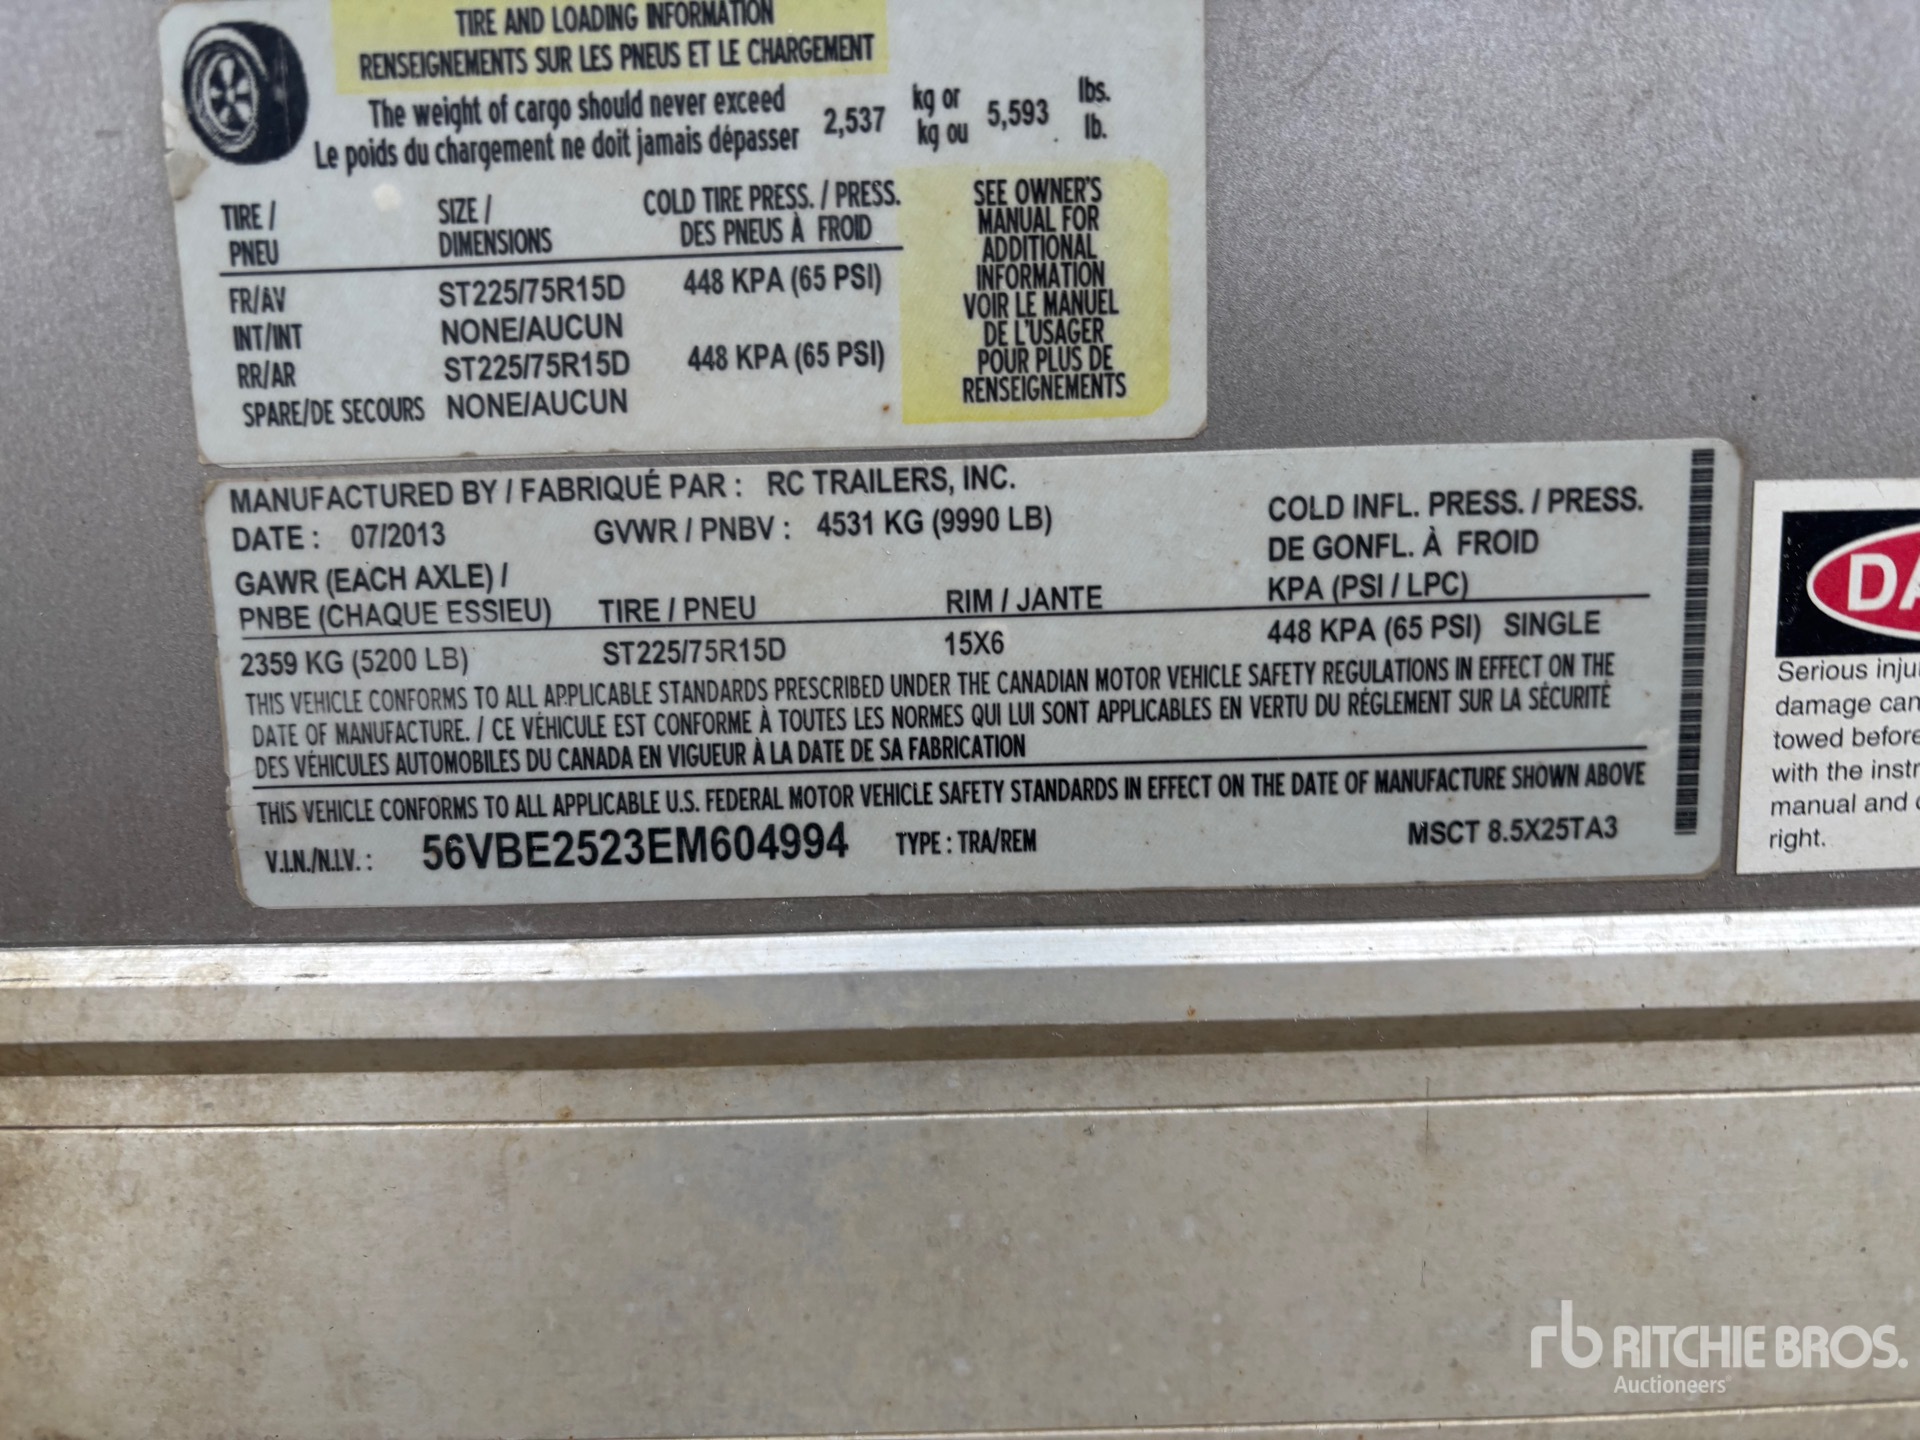 TIRE AND LOADING INFORMATION
RENSEIGNEMENTS SUR LES PNEUS ET LE CHARGEMENT
The weight of cargo should never exceed
Le poids du chargement ne doit jamais dépasser
2,537
kg or
kg ou
5,593
lbs.
lb.
TIRE /
PNEU
SIZE /
DIMENSIONS
COLD TIRE PRESS. / PRESS.
DES PNEUS À FROID
FR/AV ST225/75R15D 448 KPA (65 PSI)
INT/INT NONE/AUCUN
RR/AR ST225/75R15D 448 KPA (65 PSI)
SPARE/DE SECOURS NONE/AUCUN
SEE OWNER'S
MANUAL FOR
ADDITIONAL
INFORMATION
VOIR LE MANUEL
DE L'USAGER
POUR PLUS DE
RENSEIGNEMENTS
MANUFACTURED BY / FABRIQUÉ PAR : RC TRAILERS, INC.
DATE : 07/2013 GVWR / PNBV : 4531 KG (9990 LB)
GAWR (EACH AXLE) /
PNBE (CHAQUE ESSIEU) TIRE / PNEU RIM / JANTE
COLD INFL. PRESS. / PRESS.
DE GONFL. À FROID
KPA (PSI / LPC)
2359 KG (5200 LB) ST225/75R15D 15X6 448 KPA (65 PSI) SINGLE
THIS VEHICLE CONFORMS TO ALL APPLICABLE STANDARDS PRESCRIBED UNDER THE CANADIAN MOTOR VEHICLE SAFETY REGULATIONS IN EFFECT ON THE
DATE OF MANUFACTURE. / CE VÉHICULE EST CONFORME À TOUTES LES NORMES QUI LUI SONT APPLICABLES EN VERTU DU RÉGLEMENT SUR LA SÉCURITÉ
DES VÉHICULES AUTOMOBILES DU CANADA EN VIGUEUR À LA DATE DE SA FABRICATION
THIS VEHICLE CONFORMS TO ALL APPLICABLE U.S. FEDERAL MOTOR VEHICLE SAFETY STANDARDS IN EFFECT ON THE DATE OF MANUFACTURE SHOWN ABOVE
V.I.N./N.I.V. : 56VBE2523EM604994 TYPE : TRA/REM MSCT 8.5X25TA3
DA
Serious inju
damage can
towed before
with the instr
manual and
right.
rb RITCHIE BROS.
Auctioneers